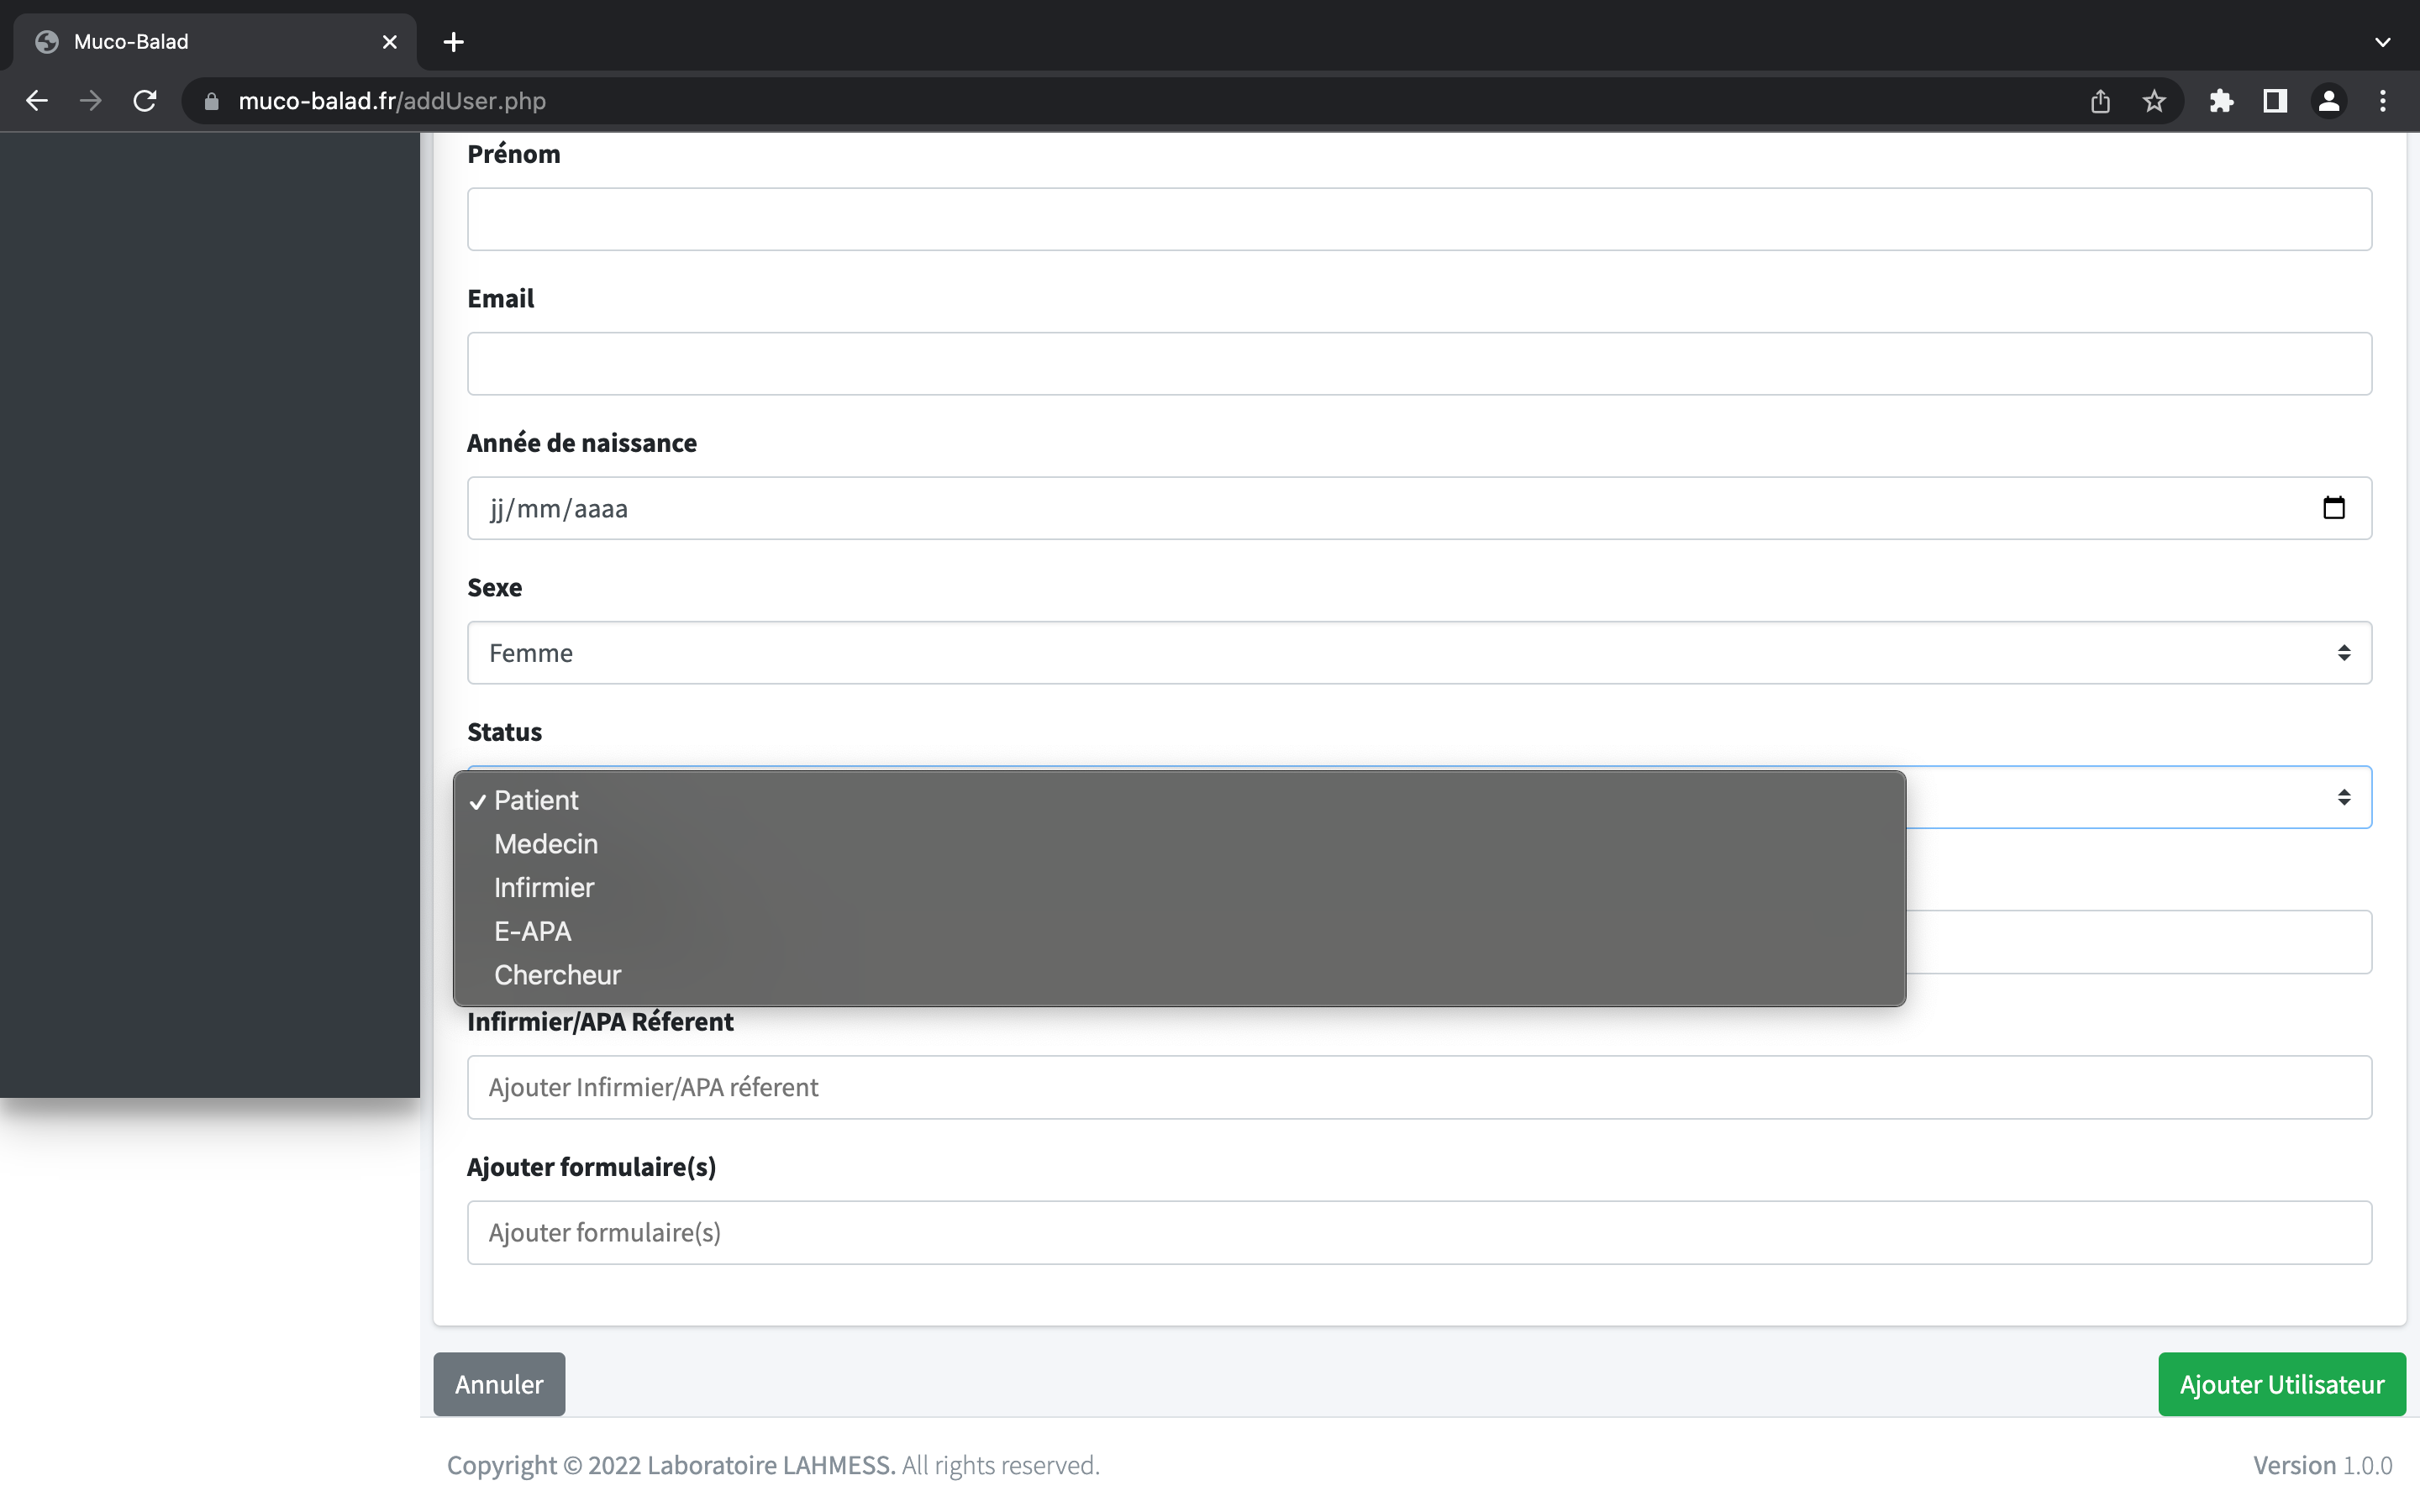 Muco-Balad
muco-balad.fr/addUser.php
Prénom
Email
Année de naissance
jj/mm/aaaa
Sexe
Femme
Status
Patient
Medecin
Infirmier
E-APA
Chercheur
Infirmier/APA Réferent
Ajouter Infirmier/APA réferent
Ajouter formulaire(s)
Ajouter formulaire(s)
Annuler
Ajouter Utilisateur
Copyright © 2022 Laboratoire LAHMESS. All rights reserved.
Version 1.0.0